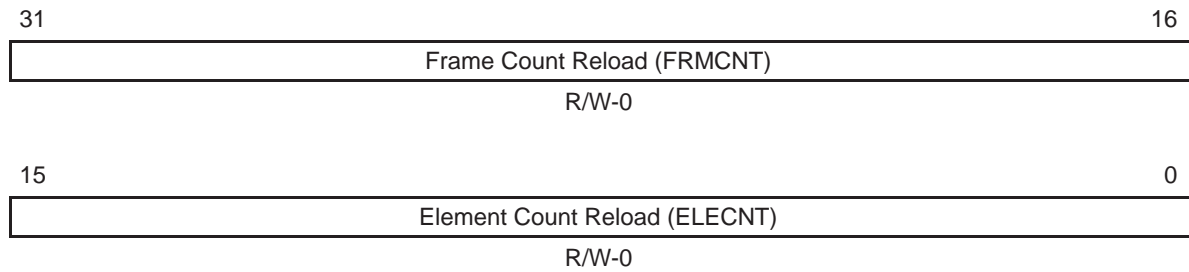 31 16
Frame Count Reload (FRMCNT)
R/W-0
15 0
Element Count Reload (ELECNT)
R/W-0